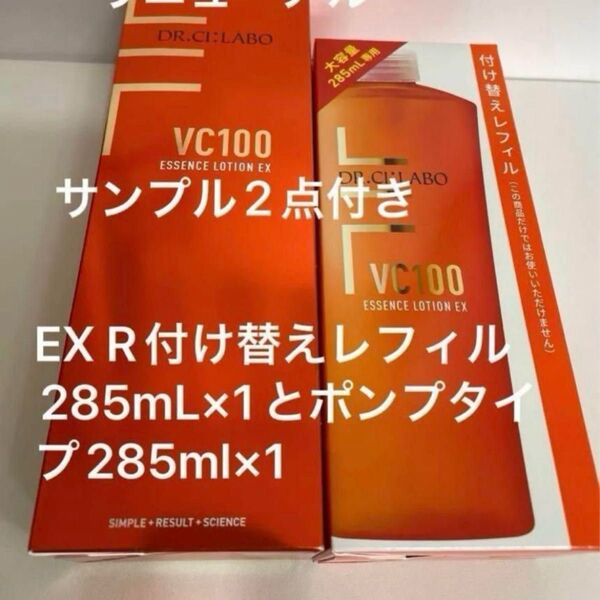 DR.CI:LABO
VC100
ESSENCE LOTION EX
サンプル2点付き
EX R付け替えレフィル
285mL×1とポンプタイ
プ285ml×1
SIMPLE+RESULT+SCIENCE
大容量
285mL専用
DR.CI:LABO
VC100
ESSENCE LOTION EX
付け替えレフィル(この商品だけではお使いいただけません)